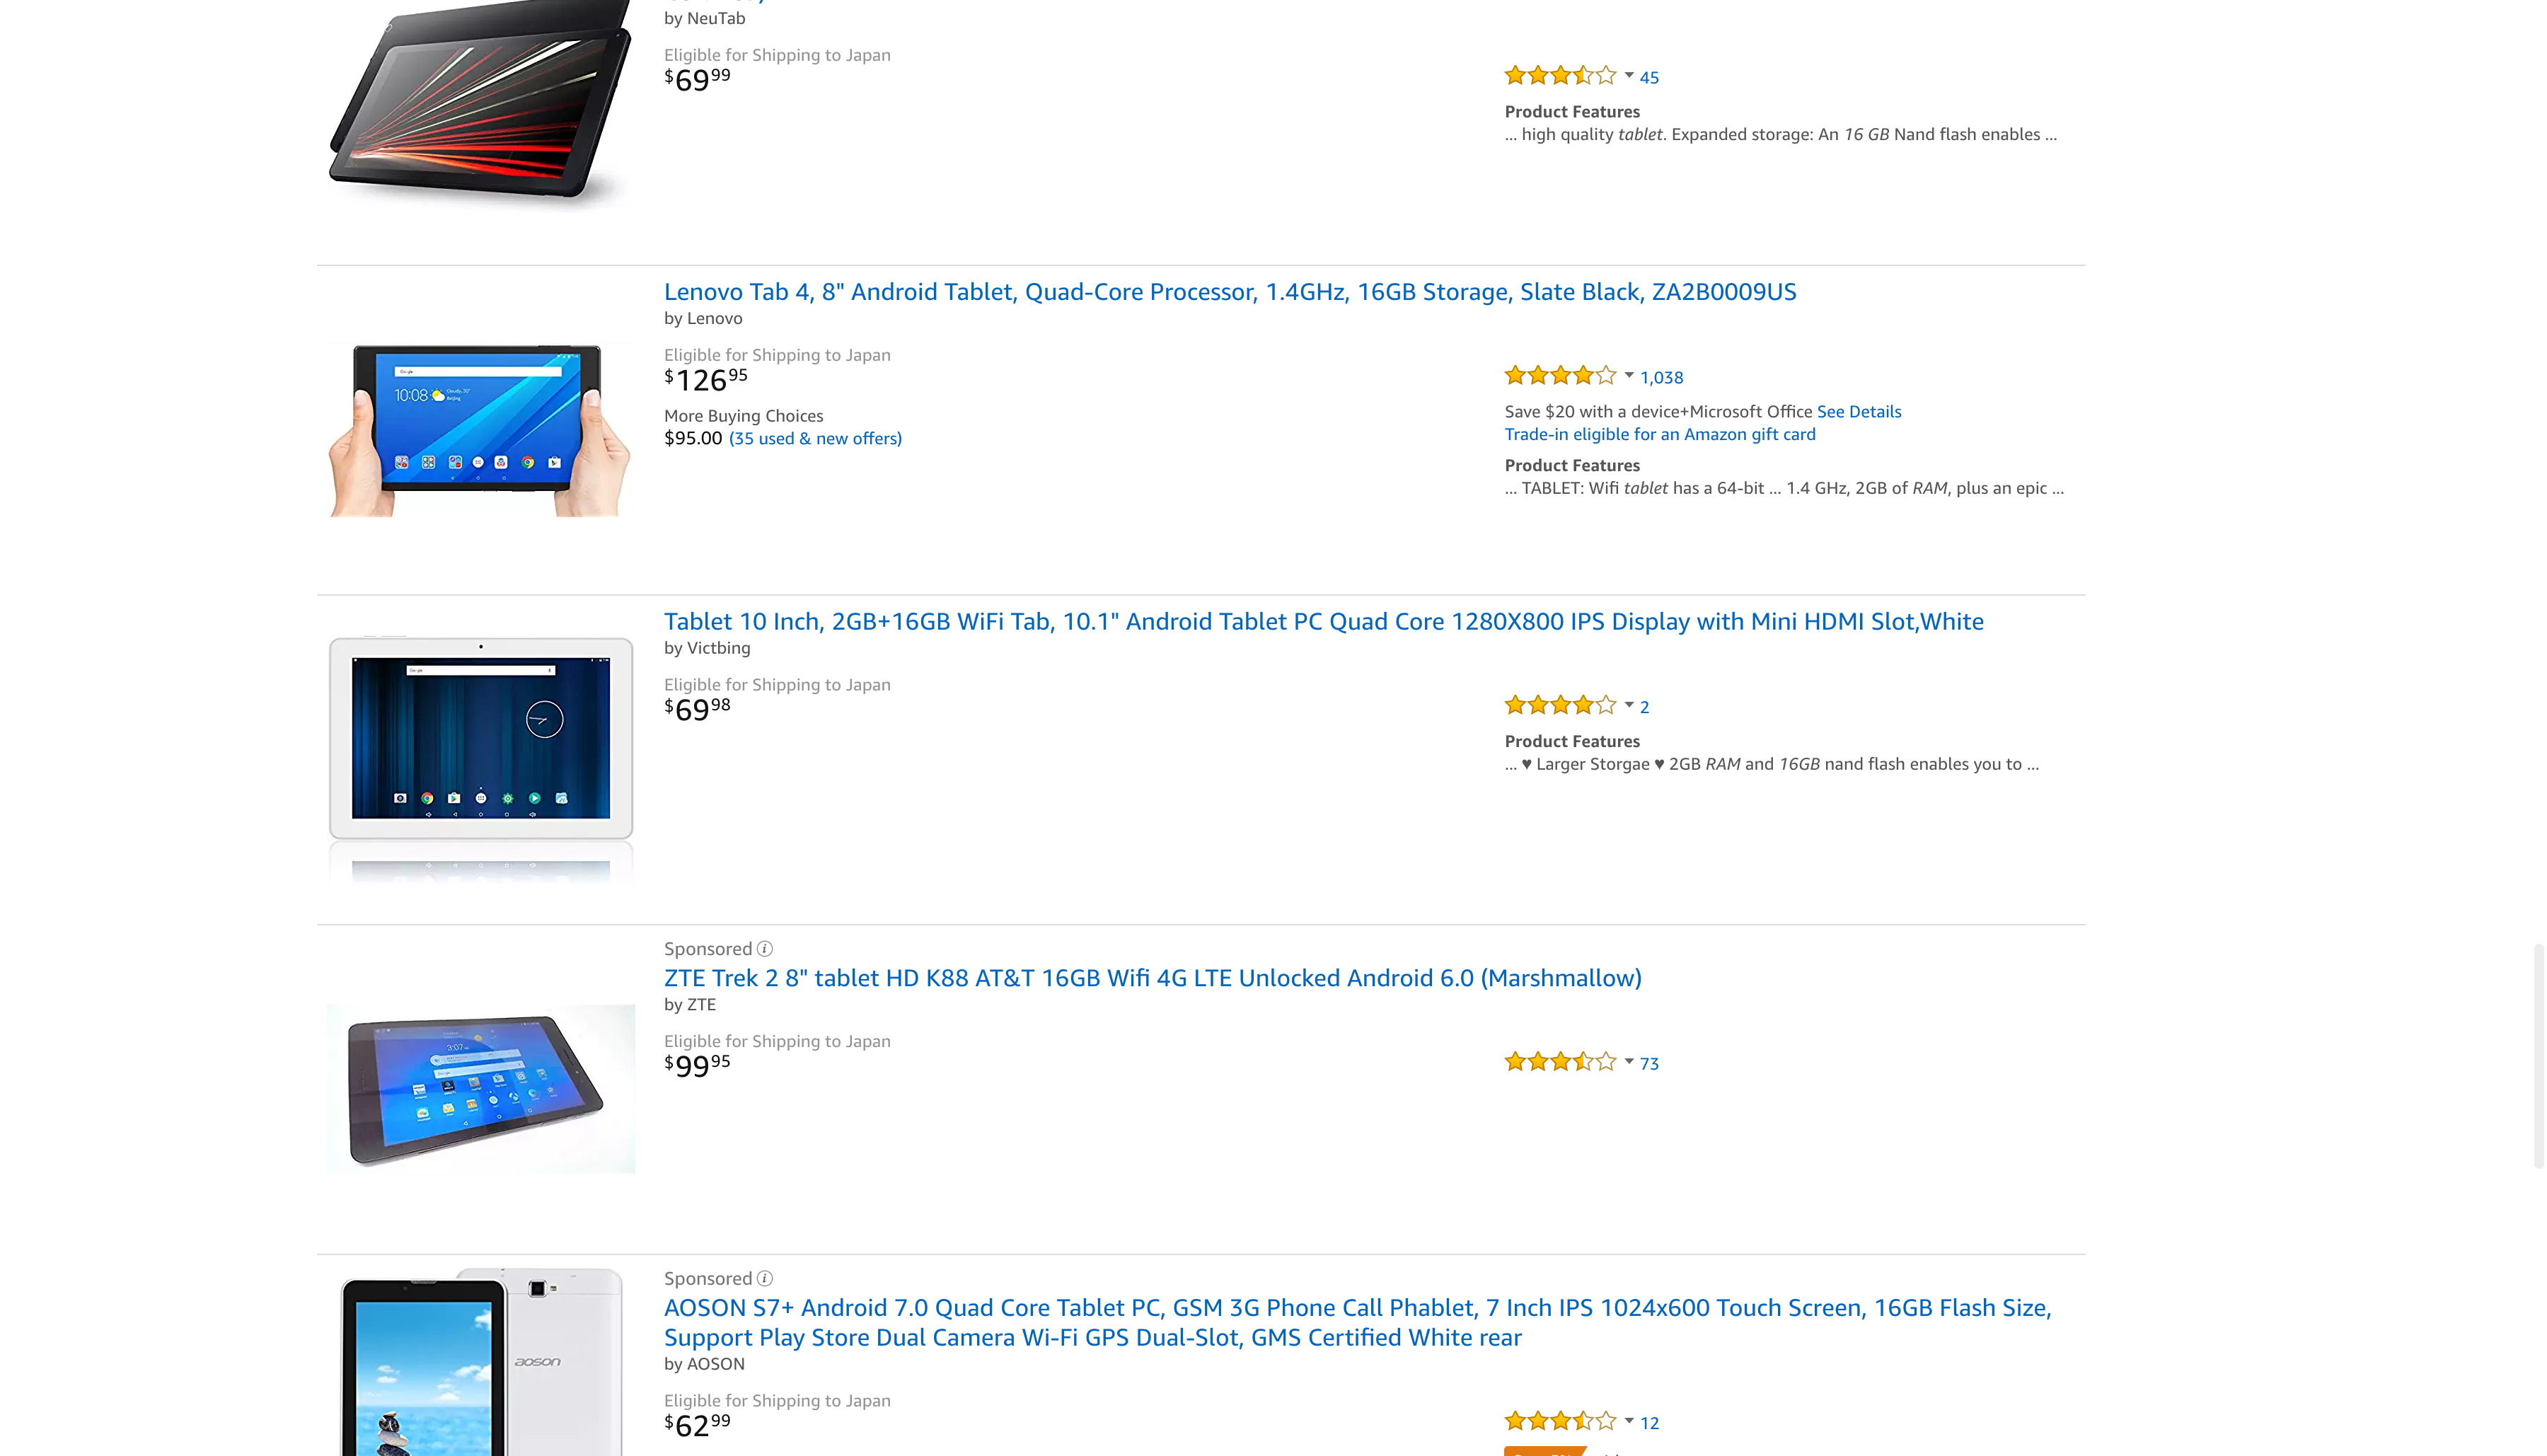 by NeuTab
Eligible for Shipping to Japan
$69 99
45
Product Features
... high quality tablet. Expanded storage: An 16 GB Nand flash enables ...
Lenovo Tab 4, 8" Android Tablet, Quad-Core Processor, 1.4GHz, 16GB Storage, Slate Black, ZA2B0009US
by Lenovo
Eligible for Shipping to Japan
$126 95
More Buying Choices
$95.00 (35 used & new offers)
1,038
Save $20 with a device+Microsoft Office See Details
Trade-in eligible for an Amazon gift card
Product Features
... TABLET: Wifi tablet has a 64-bit ... 1.4 GHz, 2GB of RAM, plus an epic ...
Google
10:08
Tablet 10 Inch, 2GB+16GB WiFi Tab, 10.1" Android Tablet PC Quad Core 1280X800 IPS Display with Mini HDMI Slot,White
by Victbing
Eligible for Shipping to Japan
$69 98
2
Product Features
... ♥ Larger Storgae ♥ 2GB RAM and 16GB nand flash enables you to ...
Sponsored
ZTE Trek 2 8" tablet HD K88 AT&T 16GB Wifi 4G LTE Unlocked Android 6.0 (Marshmallow)
by ZTE
Eligible for Shipping to Japan
$99 95
73
3:07
Sponsored
AOSON S7+ Android 7.0 Quad Core Tablet PC, GSM 3G Phone Call Phablet, 7 Inch IPS 1024x600 Touch Screen, 16GB Flash Size,
Support Play Store Dual Camera Wi-Fi GPS Dual-Slot, GMS Certified White rear
by AOSON
Eligible for Shipping to Japan
$62 99
12
aoson